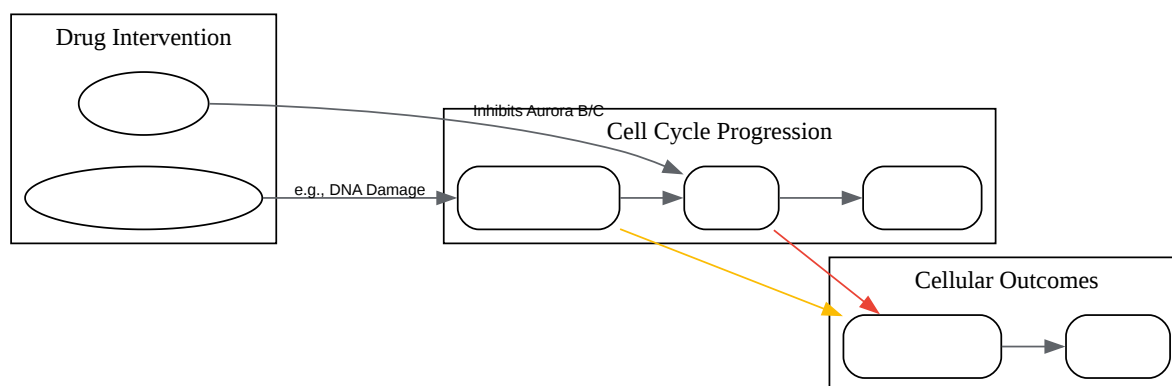 Drug Intervention
Inhibits Aurora B/C
Cell Cycle Progression
e.g., DNA Damage
Cellular Outcomes